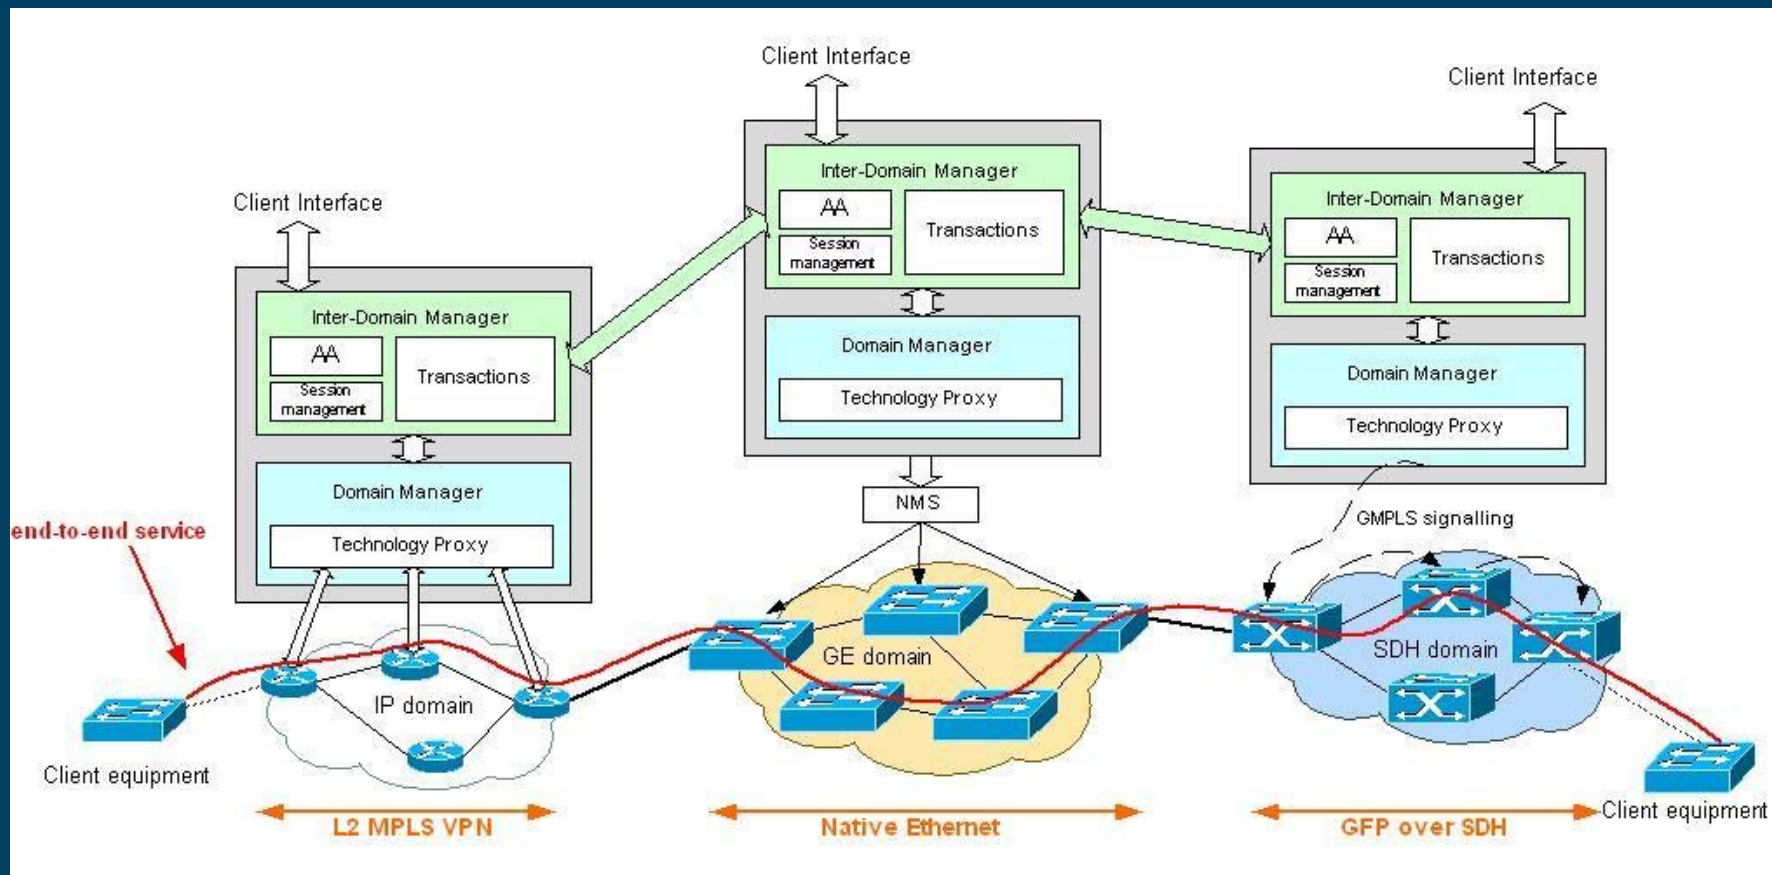 Client Interface
Client Interface
Client Interface
Inter-Domain Manager
AA
Session
management
Transactions
Domain Manager
Technology Proxy
Inter-Domain Manager
AA
Session
management
Transactions
Domain Manager
Technology Proxy
NMS
Inter-Domain Manager
AA
Session
management
Transactions
Domain Manager
Technology Proxy
GMPLS signalling
end-to-end service
IP domain
GE domain
SDH domain
Client equipment
Client equipment
L2 MPLS VPN
Native Ethernet
GFP over SDH